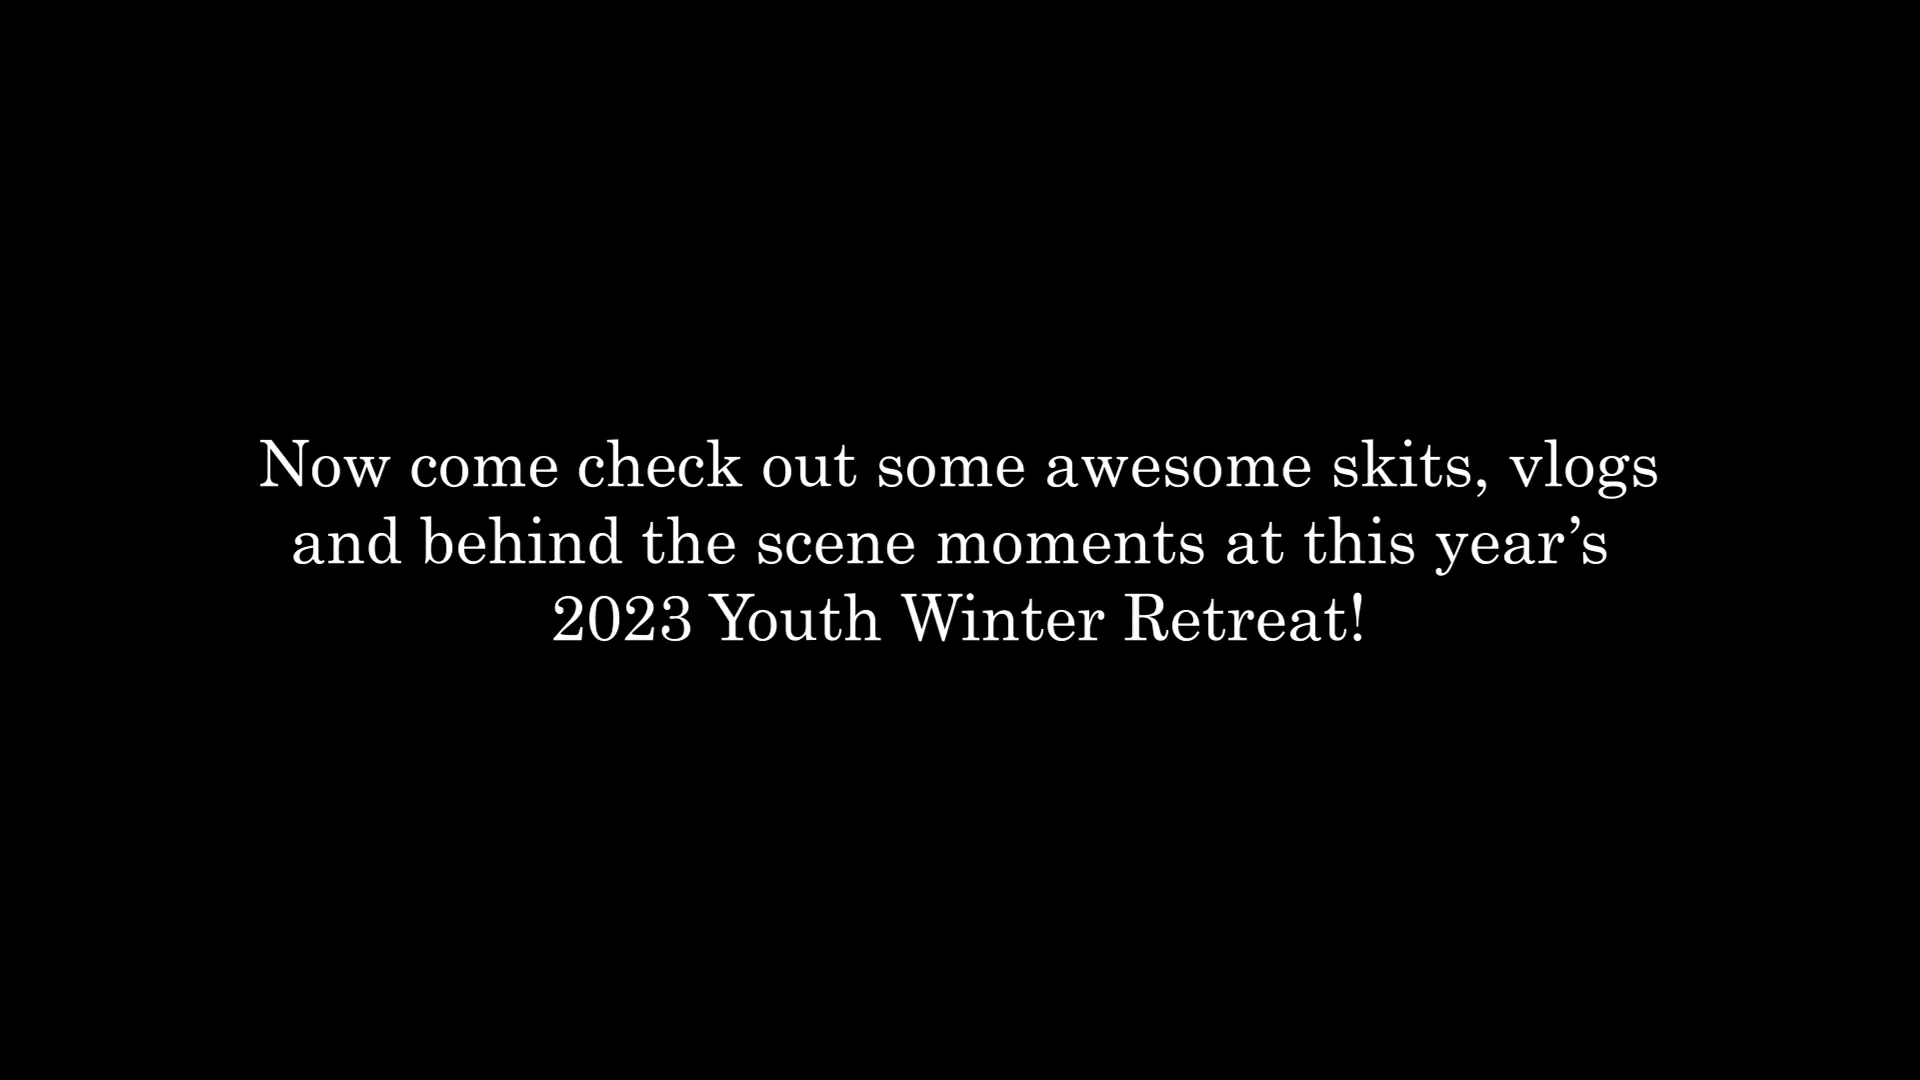 Now come check out some awesome skits, vlogs
and behind the scene moments at this year’s
2023 Youth Winter Retreat!